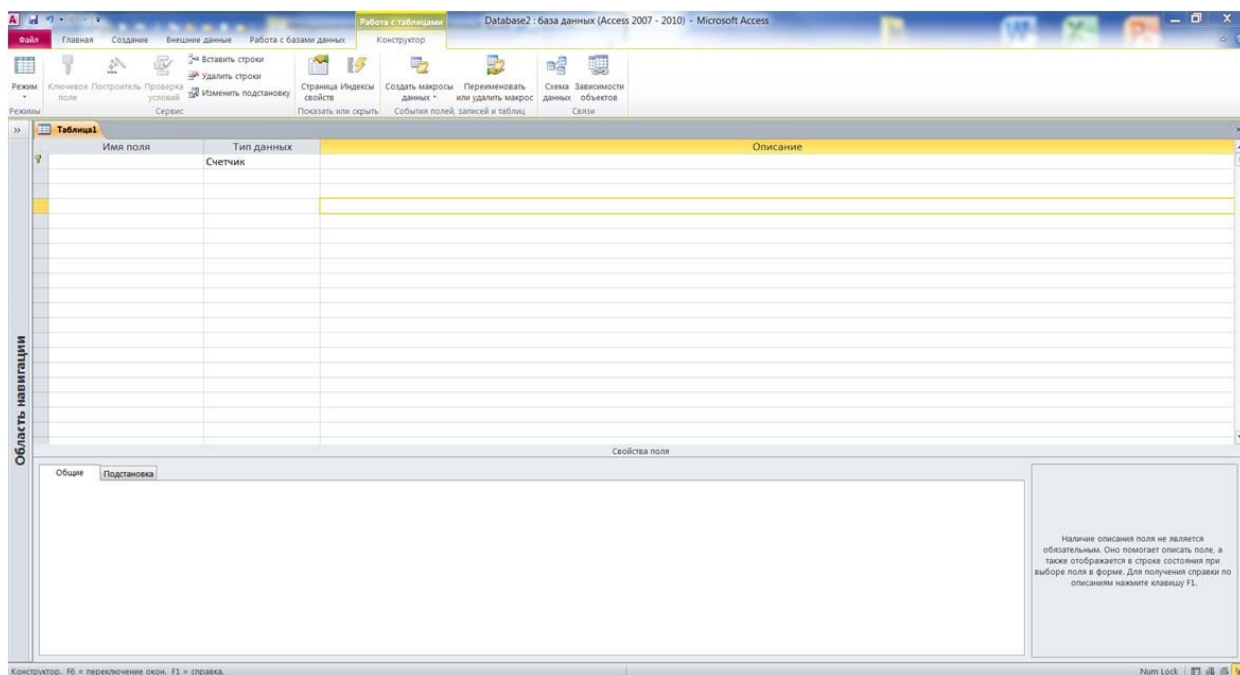 Работа с таблицами
Database2 : база данных (Access 2007 - 2010) - Microsoft Access
Файл Главная Создание Внешние данные Работа с базами данных Конструктор
Режим
Ключевое поле
Построитель
Проверка условий
Вставить строки
Удалить строки
Изменить подстановку
Страница свойств
Индексы
Создать макросы данных
Переименовать или удалить макрос
Схема данных
Зависимости объектов
Режимы Сервис Показать или скрыть События полей, записей и таблиц Связи
Таблица1
Имя поля Тип данных Описание
Счетчик
Область навигации
Свойства поля
Общие Подстановка
Наличие описания поля не является
обязательным. Оно помогает описать поле, а
также отображается в строке состояния при
выборе поля в форме. Для получения справки по
описаниям нажмите клавишу F1.
Конструктор. F6 = переключение окон. F1 = справка.
Num Lock